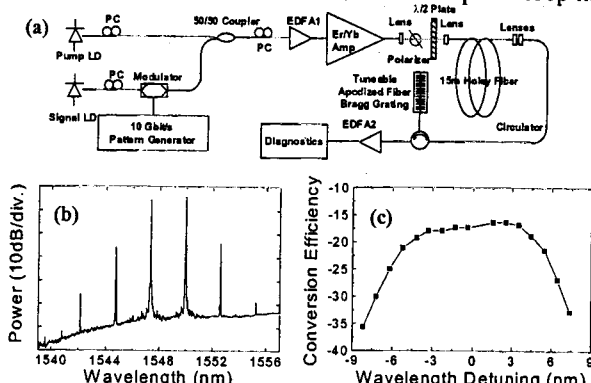 (a)
PC
Pump LD
PC
Signal LD
Modulator
10 Gbit/s
Pattern Generator
50/50 Coupler
PC
EDFA1
Er/Yb
Amp
Lens
λ/2 Plate
Lens
Polarizer
Lenses
15m Holey Fiber
Tuneable
Apodized Fiber
Bragg Grating
Circulator
EDFA2
Diagnostics
(b)
Power (10dB/div.)
1540 1544 1548 1552 1556
Wavelength (nm)
(c)
Conversion Efficiency
-10
-15
-20
-25
-30
-35
-40
-9 -6 -3 0 3 6 9
Wavelength Detuning (nm)